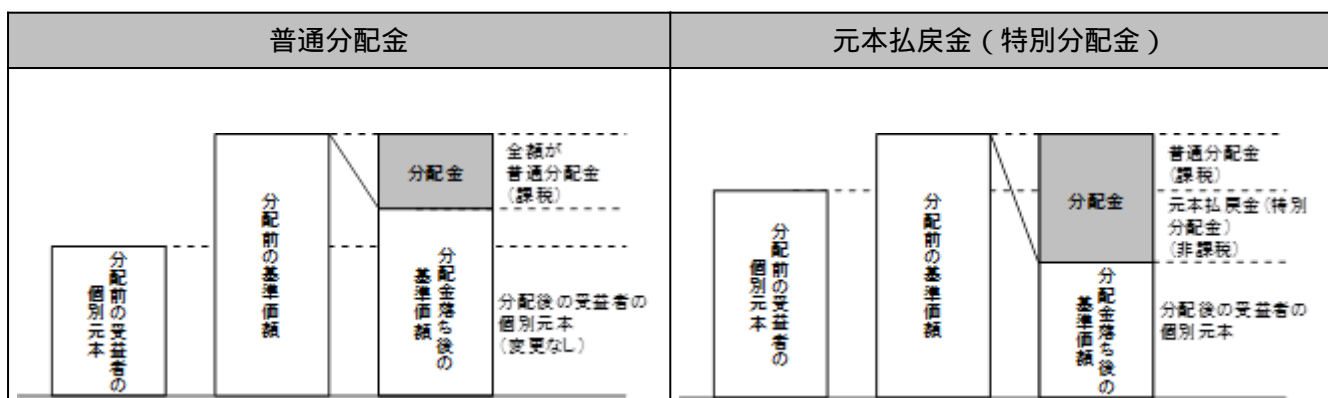 普通分配金
元本払戻金(特別分配金)
分配前の受益者の
個別元本
分配前の基準価額
分配金
分配金落ち後の
基準価額
全額が
普通分配金
(課税)
分配後の受益者の
個別元本
(変更なし)
分配前の受益者の
個別元本
分配前の基準価額
分配金
分配金落ち後の
基準価額
普通分配金
(課税)
元本払戻金(特別
分配金)
(非課税)
分配後の受益者の
個別元本